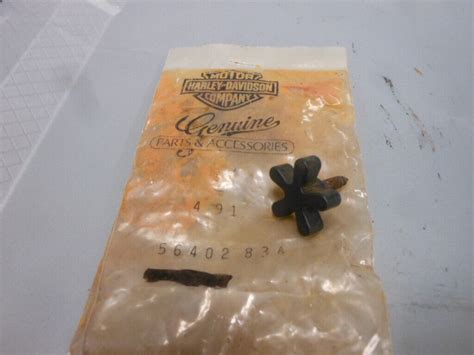 MOTOR
HARLEY-DAVIDSON
COMPANY
Genuine
PARTS & ACCESSORIES
4 91
56402 83A